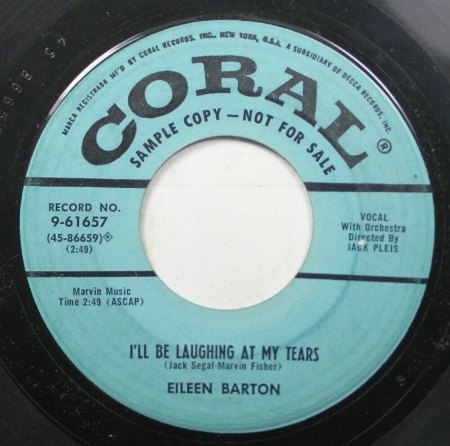 MARCA REGISTRADA MF'D BY CORAL RECORDS, INC., NEW YORK, U.S.A. A SUBSIDIARY OF DECCA RECORDS, INC.
CORAL®
SAMPLE COPY — NOT FOR SALE
RECORD NO.
9-61657
(45-86659)
(2:49)
VOCAL
With Orchestra
Directed By
JACK PLEIS
Marvin Music
Time 2:49 (ASCAP)
I'LL BE LAUGHING AT MY TEARS
(Jack Segal-Marvin Fisher)
EILEEN BARTON